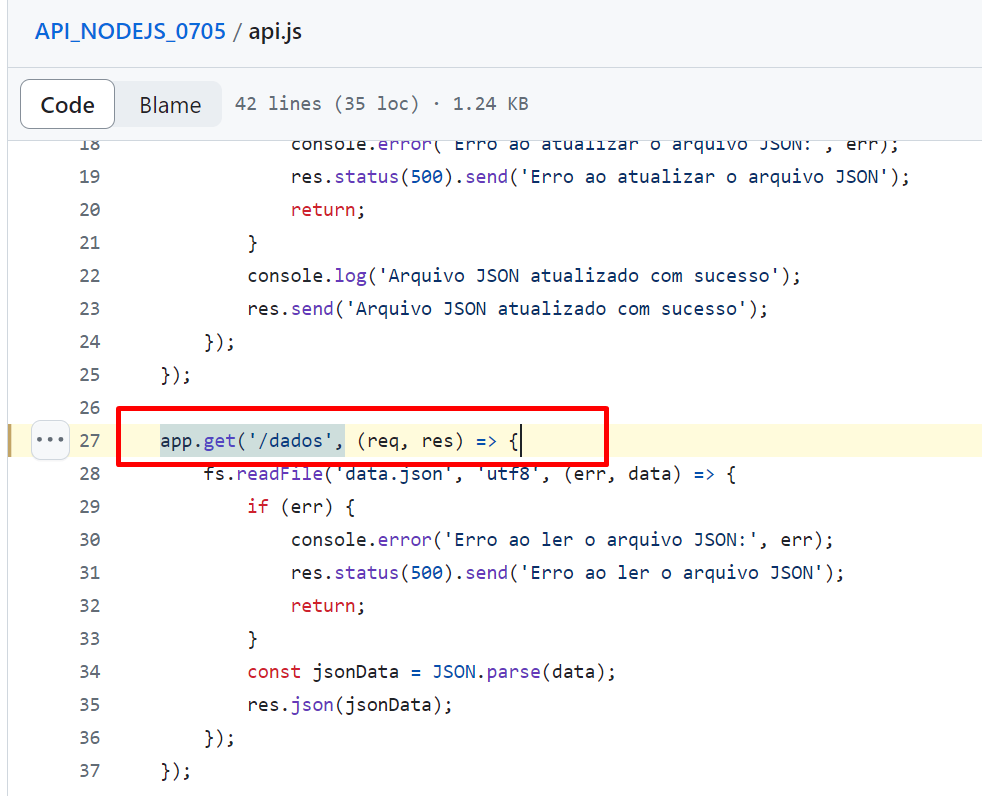 API_NODEJS_0705 / api.js
Code Blame 42 lines (35 loc) · 1.24 KB
18 console.error('Erro ao atualizar o arquivo JSON:', err);
19 res.status(500).send('Erro ao atualizar o arquivo JSON');
20 return;
21 }
22 console.log('Arquivo JSON atualizado com sucesso');
23 res.send('Arquivo JSON atualizado com sucesso');
24 });
25 });
26
27 app.get('/dados', (req, res) => {
28 fs.readFile('data.json', 'utf8', (err, data) => {
29 if (err) {
30 console.error('Erro ao ler o arquivo JSON:', err);
31 res.status(500).send('Erro ao ler o arquivo JSON');
32 return;
33 }
34 const jsonData = JSON.parse(data);
35 res.json(jsonData);
36 });
37 });